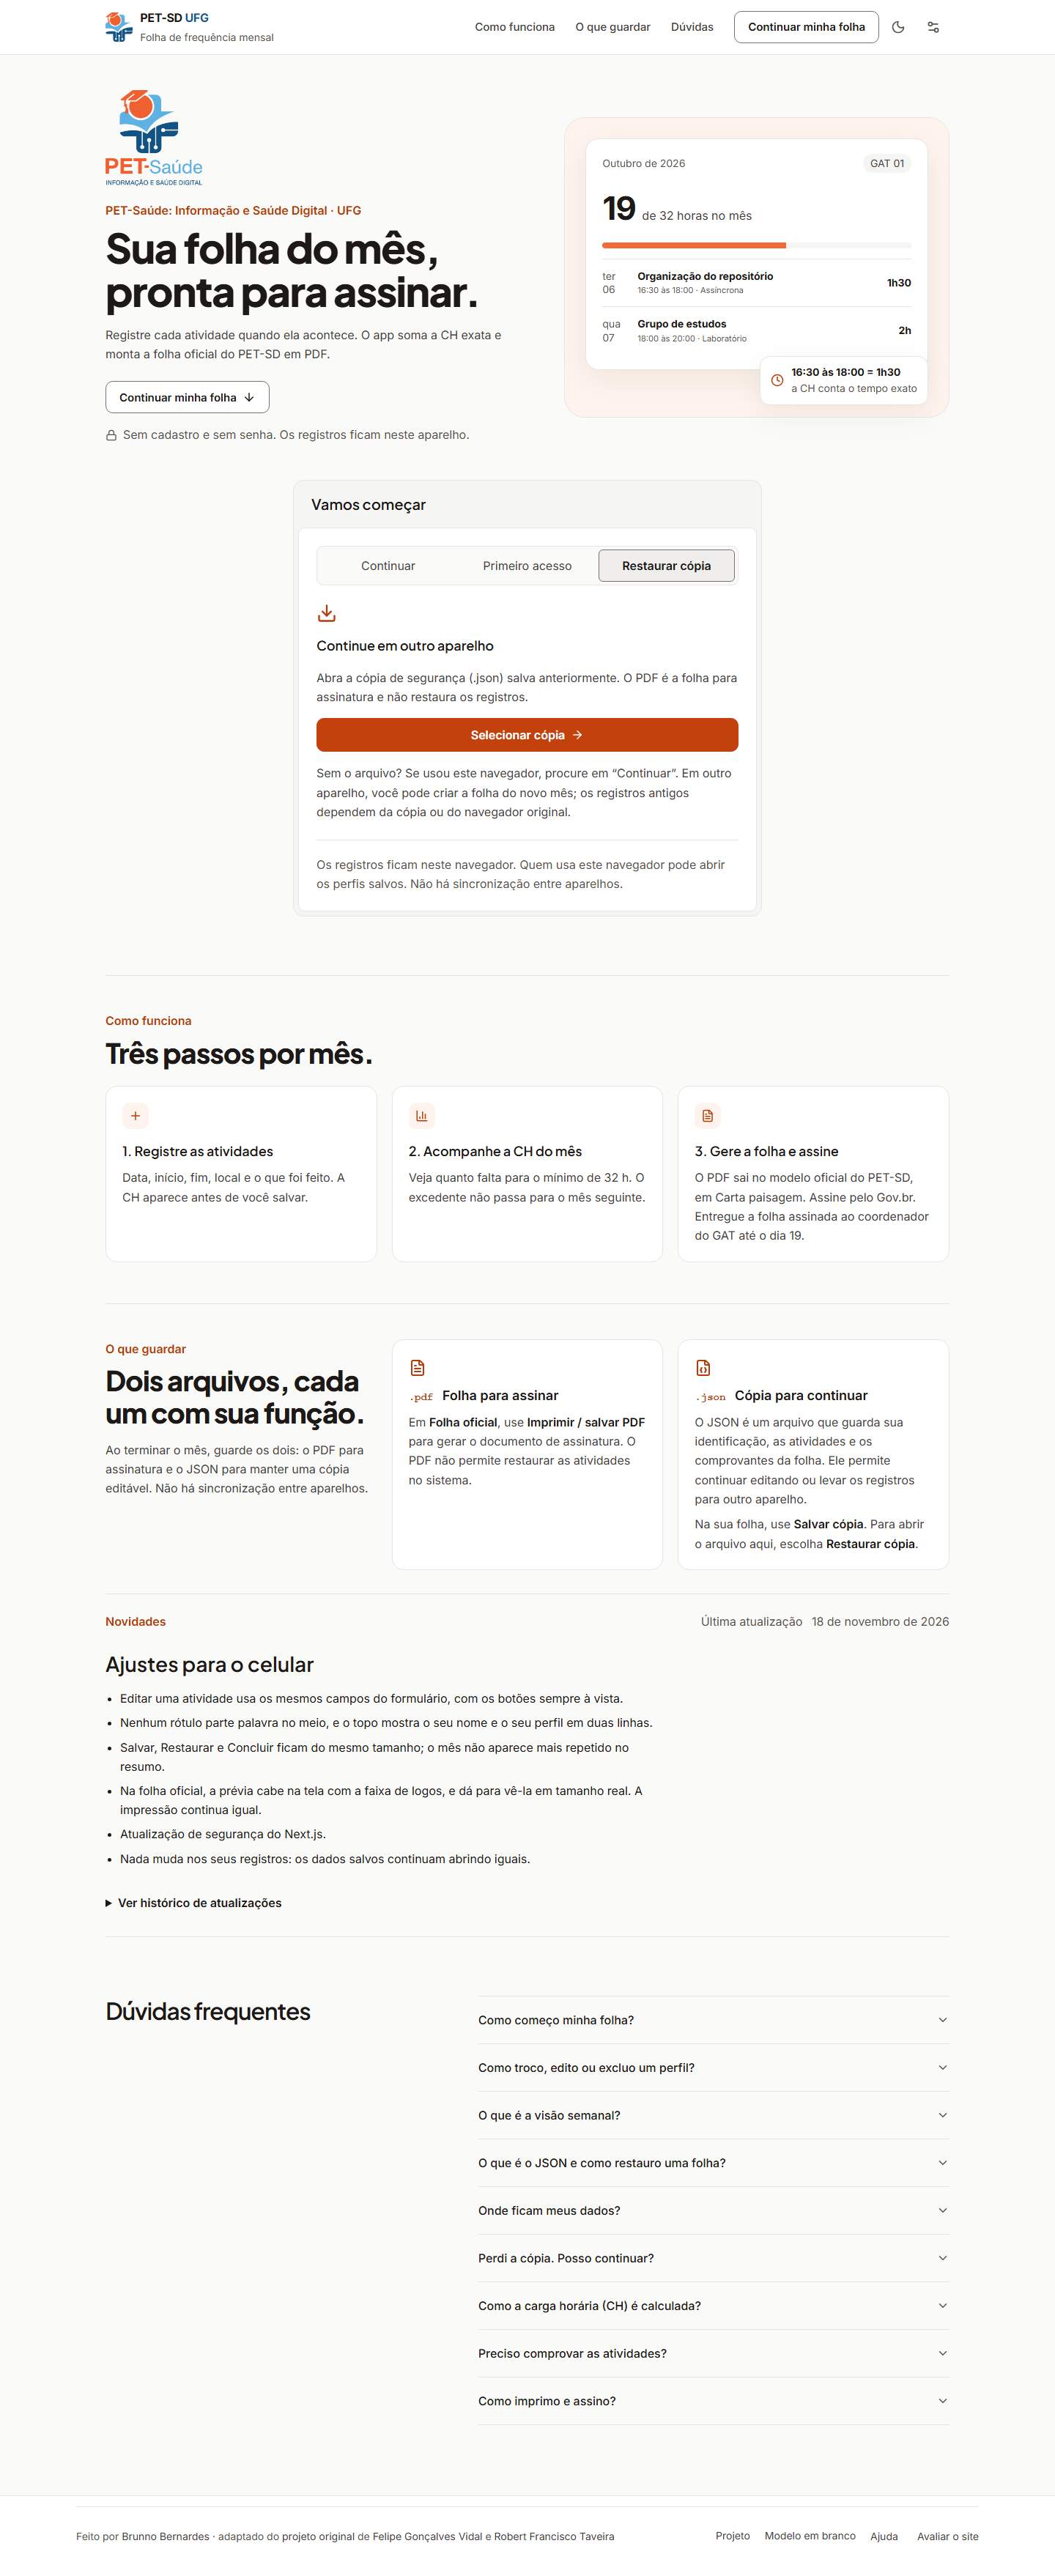 PET-SD UFG
Folha de frequência mensal
Como funciona
O que guardar
Dúvidas
Continuar minha folha
PET-Saúde
INFORMAÇÃO E SAÚDE DIGITAL
PET-Saúde: Informação e Saúde Digital · UFG
Sua folha do mês,
pronta para assinar.
Registre cada atividade quando ela acontece. O app soma a CH exata e
monta a folha oficial do PET-SD em PDF.
Continuar minha folha
Sem cadastro e sem senha. Os registros ficam neste aparelho.
Outubro de 2026
GAT 01
19 de 32 horas no mês
ter
06
Organização do repositório
16:30 às 18:00 · Assíncrona
1h30
qua
07
Grupo de estudos
18:00 às 20:00 · Laboratório
2h
16:30 às 18:00 = 1h30
a CH conta o tempo exato
Vamos começar
Continuar
Primeiro acesso
Restaurar cópia
Continue em outro aparelho
Abra a cópia de segurança (.json) salva anteriormente. O PDF é a folha para
assinatura e não restaura os registros.
Selecionar cópia
Sem o arquivo? Se usou este navegador, procure em “Continuar”. Em outro
aparelho, você pode criar a folha do novo mês; os registros antigos
dependem da cópia ou do navegador original.
Os registros ficam neste navegador. Quem usa este navegador pode abrir
os perfis salvos. Não há sincronização entre aparelhos.
Como funciona
Três passos por mês.
1. Registre as atividades
Data, início, fim, local e o que foi feito. A
CH aparece antes de você salvar.
2. Acompanhe a CH do mês
Veja quanto falta para o mínimo de 32 h. O
excedente não passa para o mês seguinte.
3. Gere a folha e assine
O PDF sai no modelo oficial do PET-SD,
em Carta paisagem. Assine pelo Gov.br.
Entregue a folha assinada ao coordenador
do GAT até o dia 19.
O que guardar
Dois arquivos, cada
um com sua função.
Ao terminar o mês, guarde os dois: o PDF para
assinatura e o JSON para manter uma cópia
editável. Não há sincronização entre aparelhos.
.pdf Folha para assinar
Em Folha oficial, use Imprimir / salvar PDF
para gerar o documento de assinatura. O
PDF não permite restaurar as atividades
no sistema.
.json Cópia para continuar
O JSON é um arquivo que guarda sua
identificação, as atividades e os
comprovantes da folha. Ele permite
continuar editando ou levar os registros
para outro aparelho.
Na sua folha, use Salvar cópia. Para abrir
o arquivo aqui, escolha Restaurar cópia.
Novidades
Última atualização 18 de novembro de 2026
Ajustes para o celular
• Editar uma atividade usa os mesmos campos do formulário, com os botões sempre à vista.
• Nenhum rótulo parte palavra no meio, e o topo mostra o seu nome e o seu perfil em duas linhas.
• Salvar, Restaurar e Concluir ficam do mesmo tamanho; o mês não aparece mais repetido no
resumo.
• Na folha oficial, a prévia cabe na tela com a faixa de logos, e dá para vê-la em tamanho real. A
impressão continua igual.
• Atualização de segurança do Next.js.
• Nada muda nos seus registros: os dados salvos continuam abrindo iguais.
Ver histórico de atualizações
Dúvidas frequentes
Como começo minha folha?
Como troco, edito ou excluo um perfil?
O que é a visão semanal?
O que é o JSON e como restauro uma folha?
Onde ficam meus dados?
Perdi a cópia. Posso continuar?
Como a carga horária (CH) é calculada?
Preciso comprovar as atividades?
Como imprimo e assino?
Feito por Brunno Bernardes · adaptado do projeto original de Felipe Gonçalves Vidal e Robert Francisco Taveira
Projeto
Modelo em branco
Ajuda
Avaliar o site